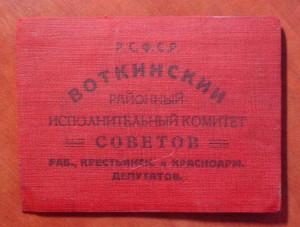 Р.С.Ф.С.Р.
ВОТКИНСКИЙ
РАЙОННЫЙ
ИСПОЛНИТЕЛЬНЫЙ КОМИТЕТ
СОВЕТОВ
РАБ., КРЕСТЬЯНСК. и КРАСНОАРМ.
ДЕПУТАТОВ.